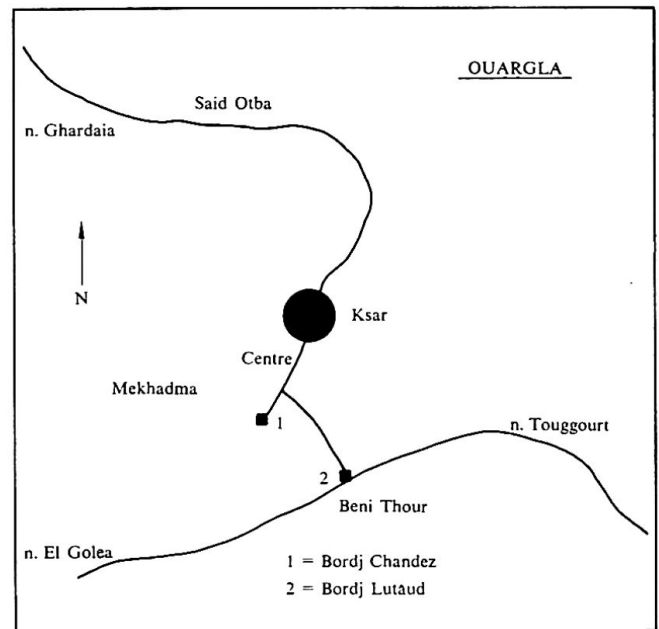 OUARGLA
Said Otba
n. Ghardaia
N
Ksar
Centre
Mekhadma
1
n. Touggourt
2
Beni Thour
n. El Golea
1 = Bordj Chandez
2 = Bordj Lutaud